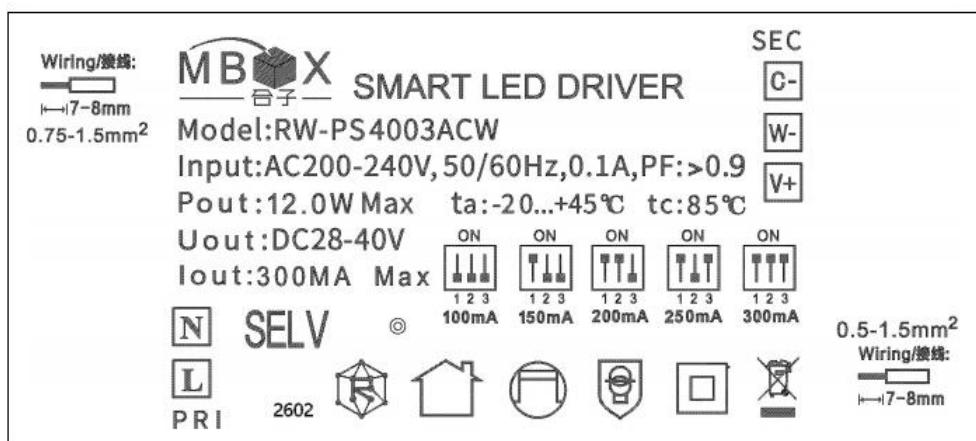 Wiring/接线:
7-8mm
0.75-1.5mm²
MBOX
合子
SMART LED DRIVER
Model:RW-PS4003ACW
Input:AC200-240V,50/60Hz,0.1A,PF:>0.9
Pout:12.0W Max ta:-20...+45℃ tc:85℃
Uout:DC28-40V
Iout:300MA Max
SEC
C-
W-
V+
ON ON ON ON ON
1 2 3 1 2 3 1 2 3 1 2 3 1 2 3
100mA 150mA 200mA 250mA 300mA
N
SELV
L
PRI
2602
R
0.5-1.5mm²
Wiring/接线:
7-8mm